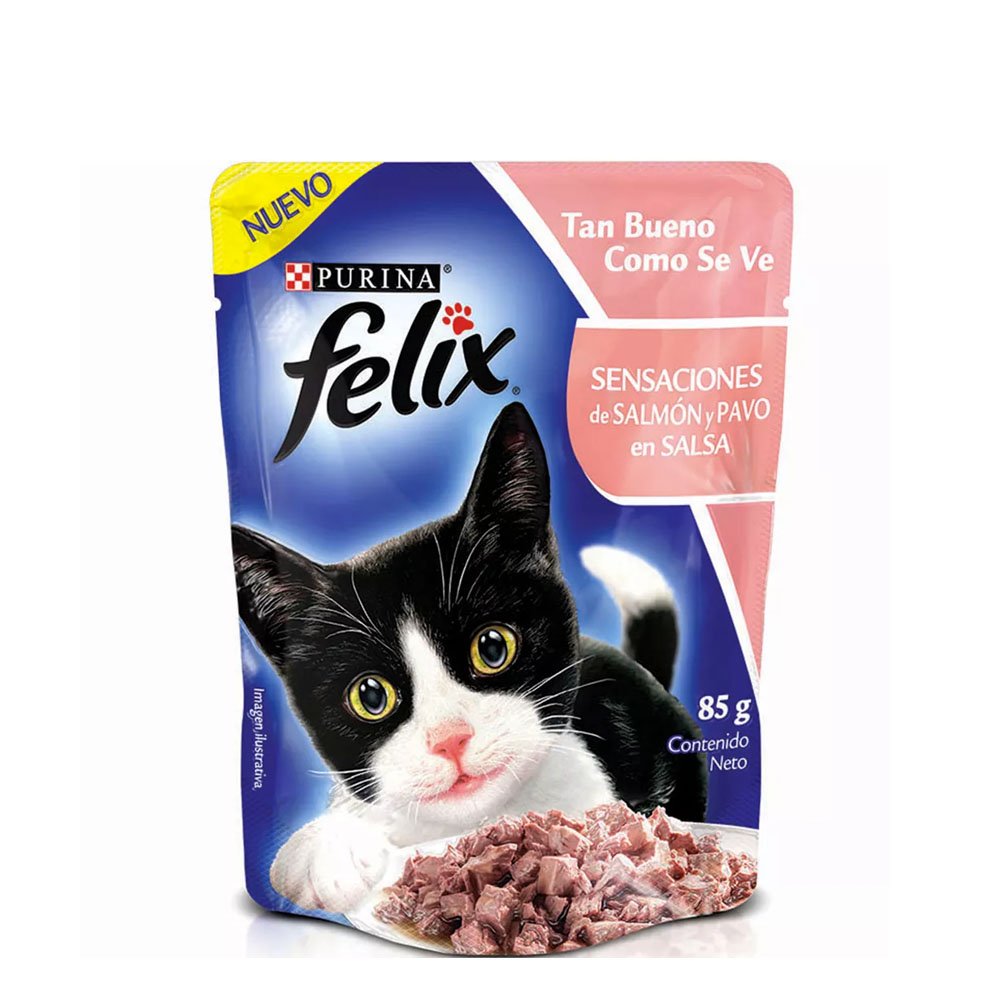 NUEVO
PURINA®
felix®
Tan Bueno
Como Se Ve
SENSACIONES
de SALMÓN y PAVO
en SALSA
85 g
Contenido
Neto
Imagen ilustrativa.